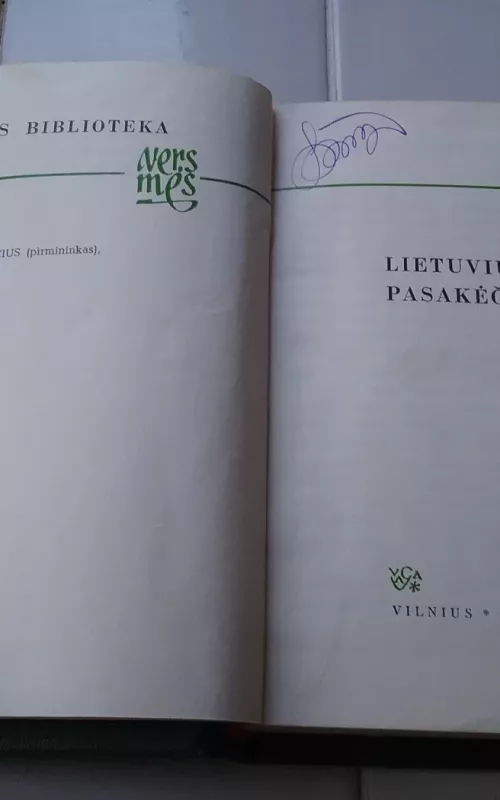 S BIBLIOTEKA
Vers
mės
IUS (pirmininkas),
LIETUVIU
PASAKĖČ
VILNIUS *